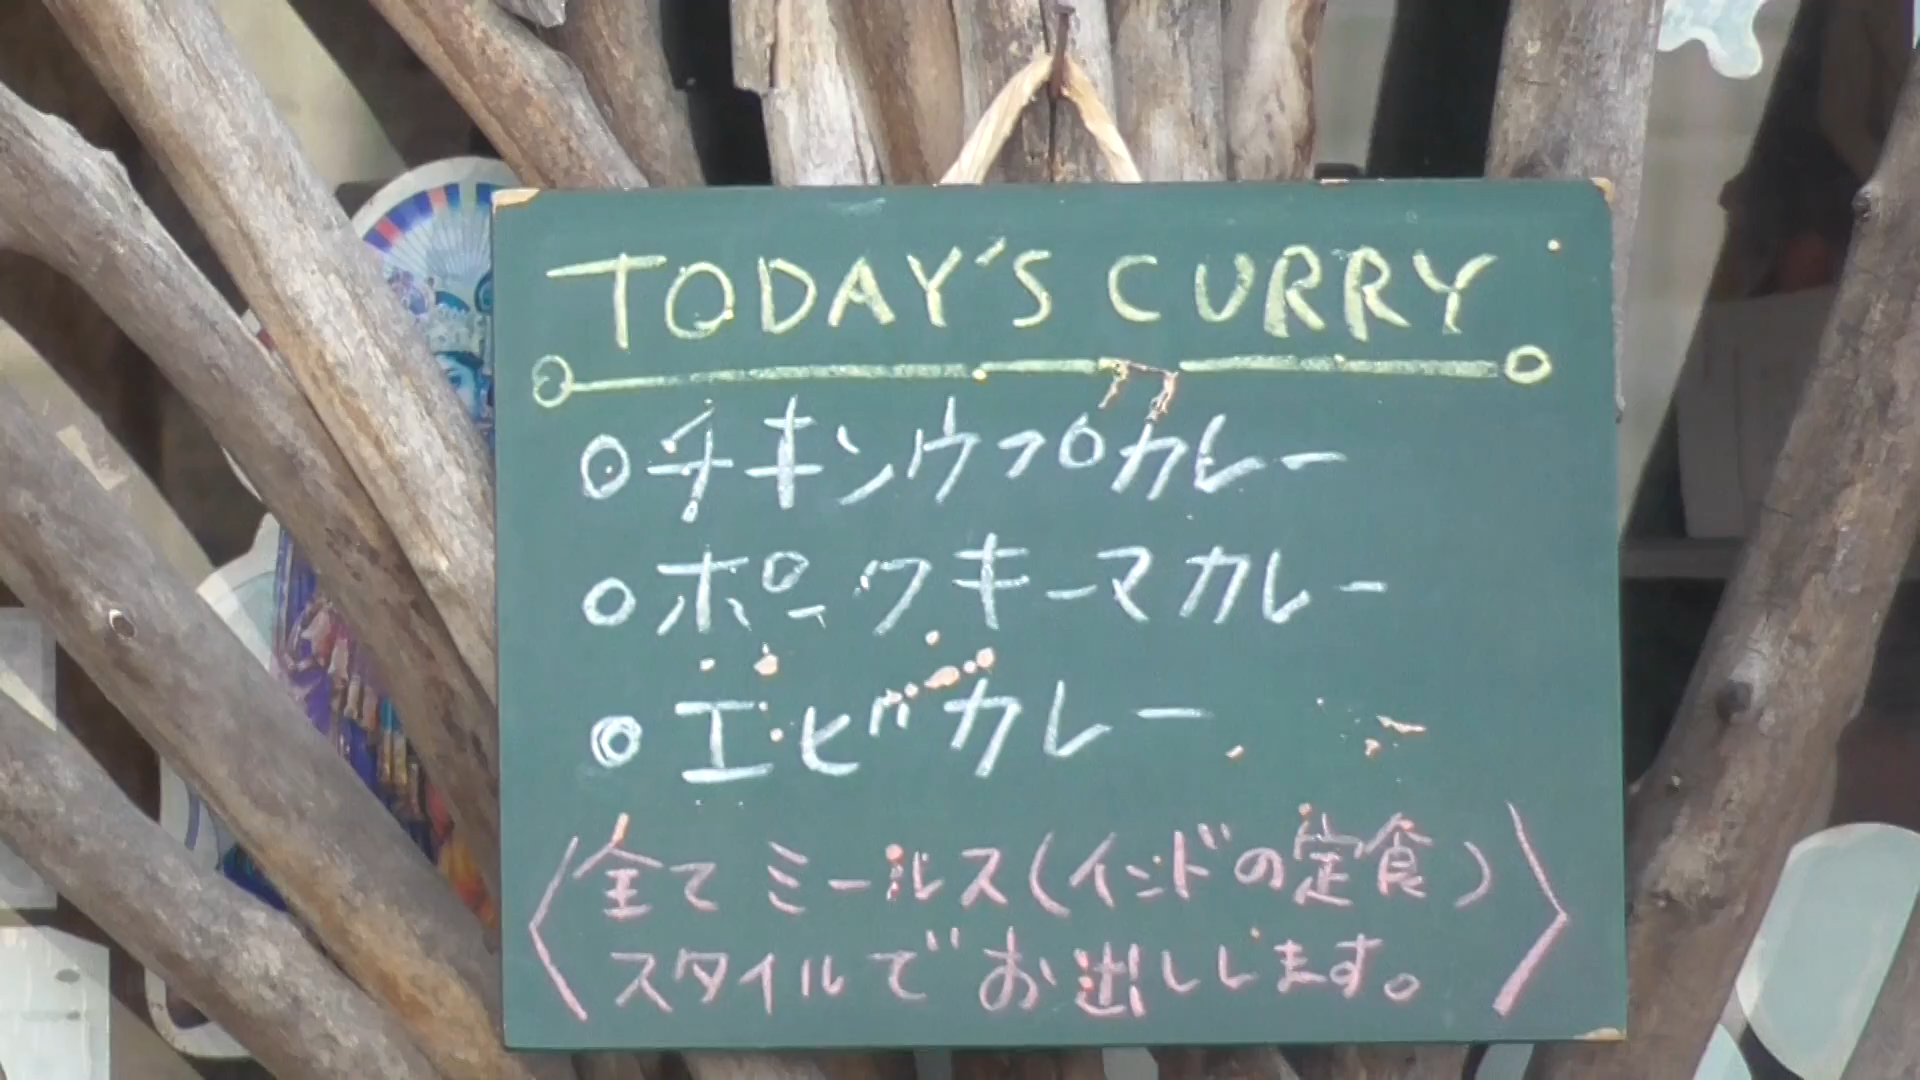 TODAY'S CURRY
◎チキンウプロカレー
○ポークキーマカレー
◎エビカレー
〈全てミールス(インドの定食)
スタイルでお出しします。〉